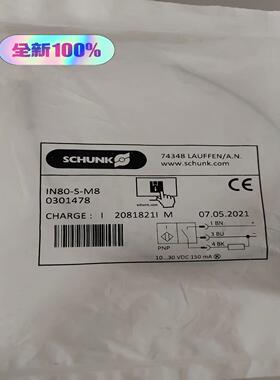 全新100%
SCHUNK
74348 LAUFFEN/A.N.
www.schunk.com
IN80-S-M8
0301478
CE
CHARGE : I 2081821I M 07.05.2021
1 BN +
3 BU -
4 BK
PNP
10...30 VDC 150 mA